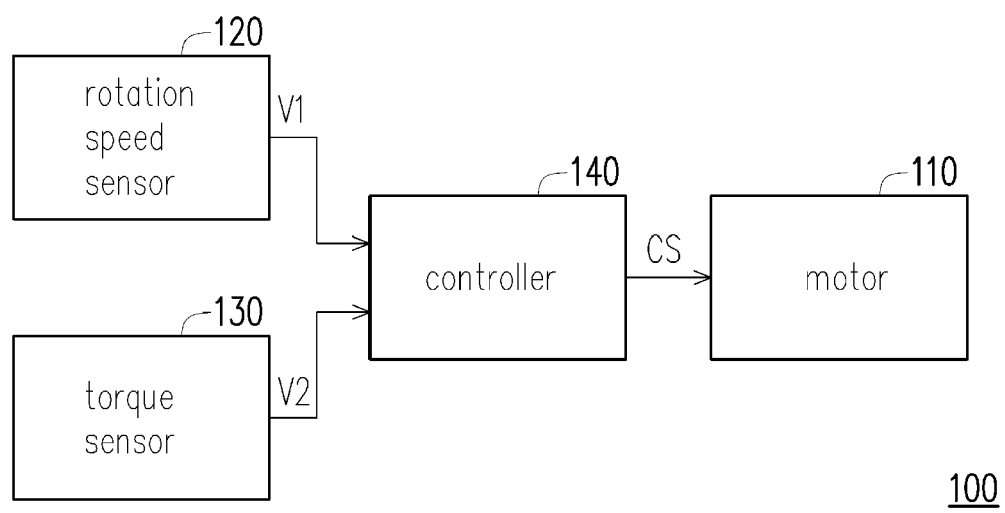 120
rotation
speed
sensor
V1
140
controller
CS
110
motor
130
torque
sensor
V2
100